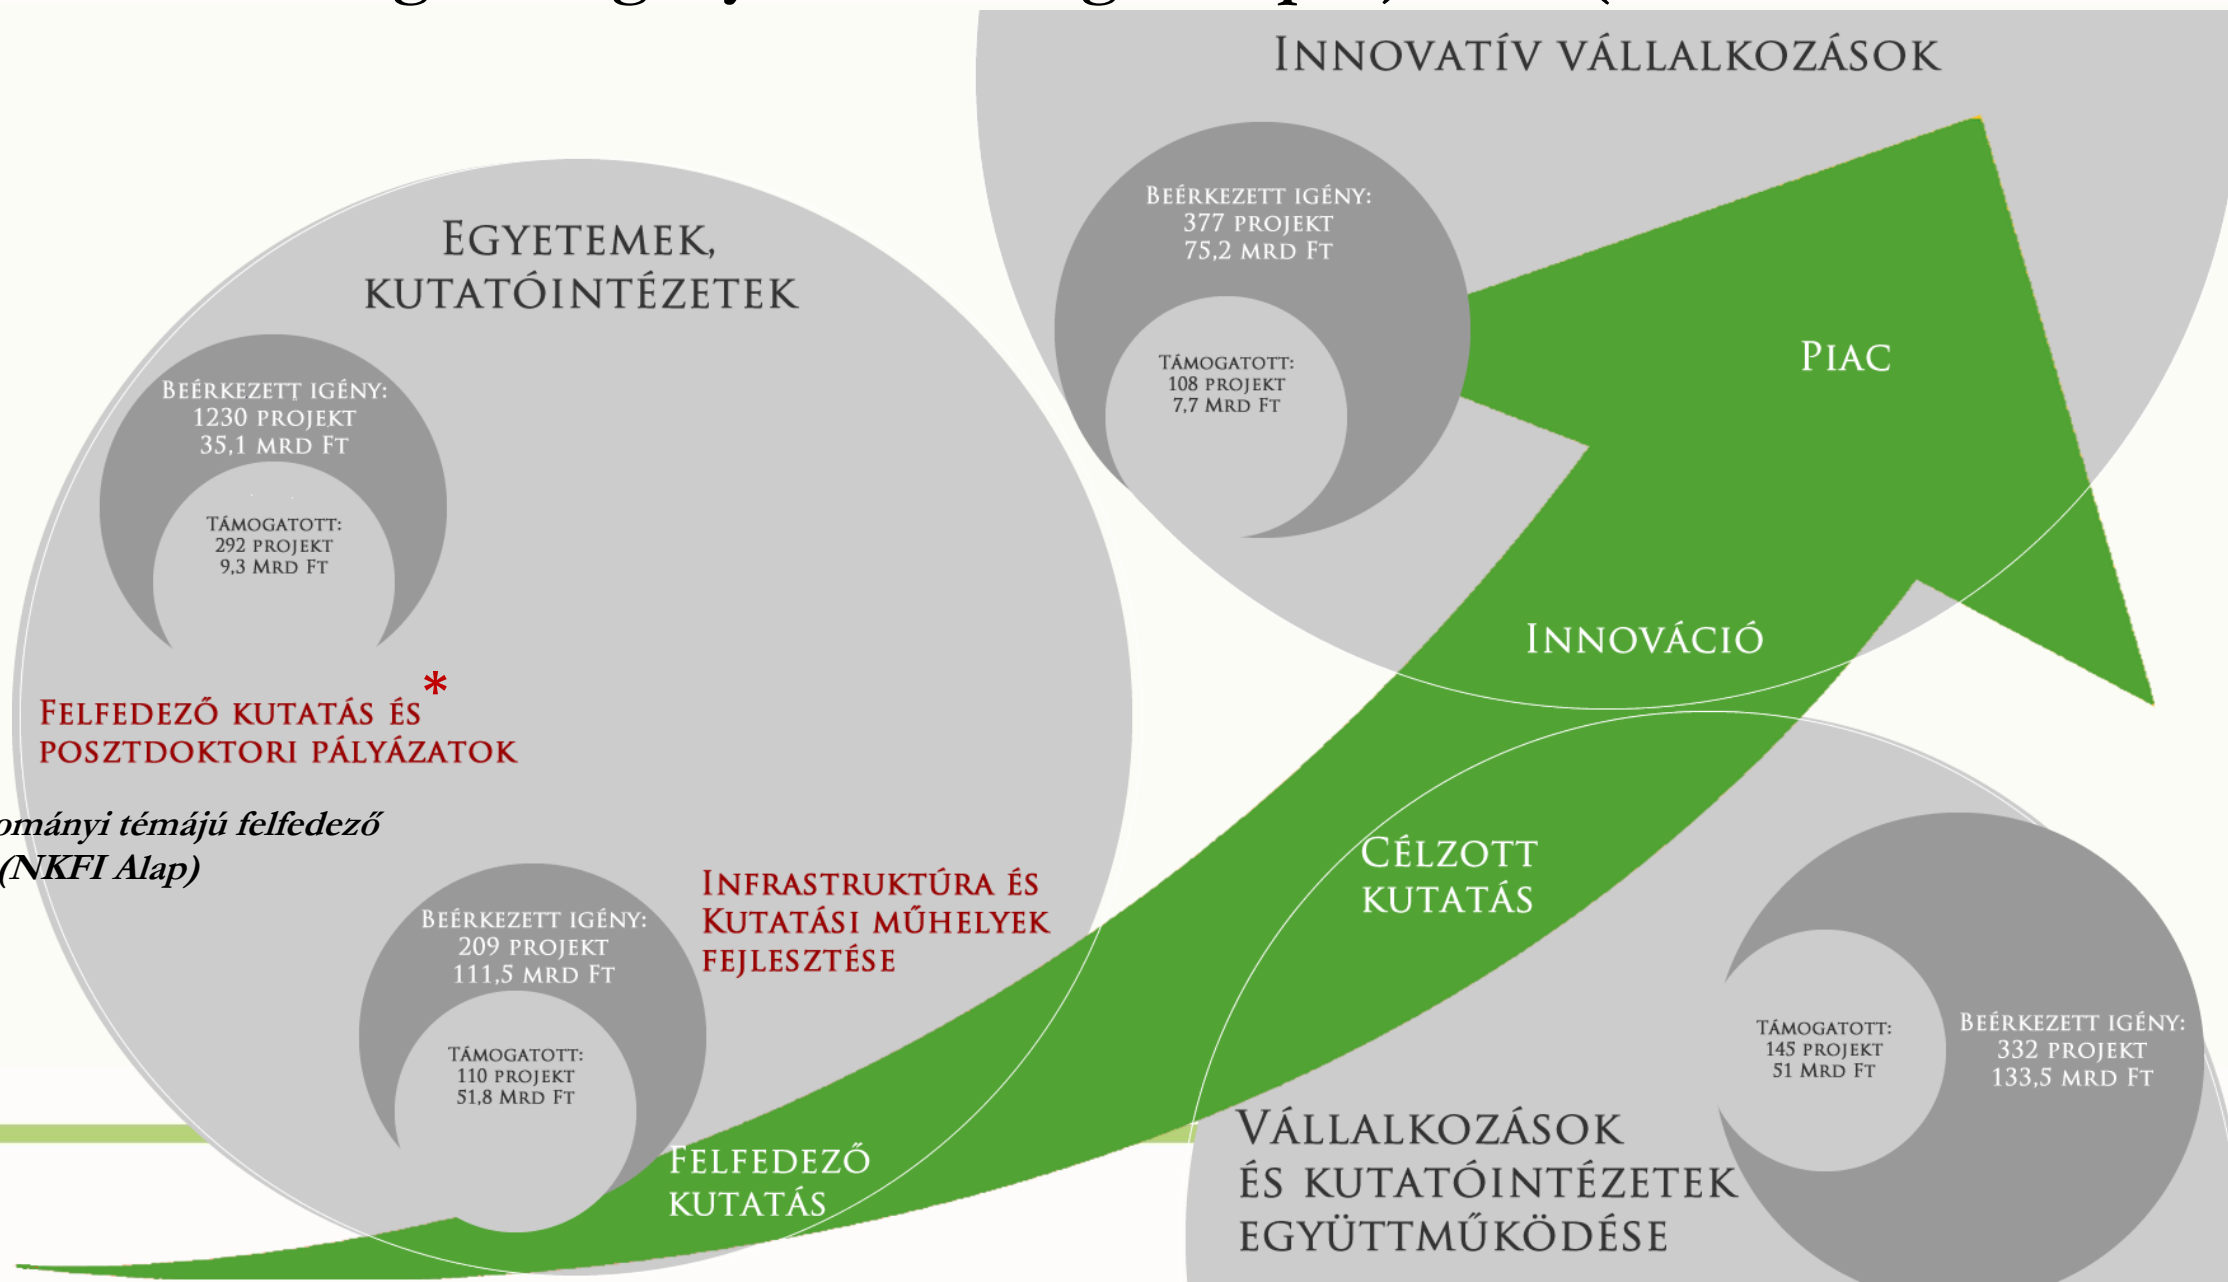 INNOVATÍV VÁLLALKOZÁSOK
BEÉRKEZETT IGÉNY:
377 PROJEKT
75,2 MRD FT
TÁMOGATOTT:
108 PROJEKT
7,7 MRD FT
PIAC
EGYETEMEK,
KUTATÓINTÉZETEK
BEÉRKEZETT IGÉNY:
1230 PROJEKT
35,1 MRD FT
TÁMOGATOTT:
292 PROJEKT
9,3 MRD FT
INNOVÁCIÓ
FELFEDEZŐ KUTATÁS ÉS *
POSZTDOKTORI PÁLYÁZATOK
témájú felfedező
(NKFI Alap)
CÉLZOTT
KUTATÁS
INFRASTRUKTÚRA ÉS
KUTATÁSI MŰHELYEK
FEJLESZTÉSE
BEÉRKEZETT IGÉNY:
209 PROJEKT
111,5 MRD FT
TÁMOGATOTT:
110 PROJEKT
51,8 MRD FT
TÁMOGATOTT:
145 PROJEKT
51 MRD FT
BEÉRKEZETT IGÉNY:
332 PROJEKT
133,5 MRD FT
FELFEDEZŐ
KUTATÁS
VÁLLALKOZÁSOK
ÉS KUTATÓINTÉZETEK
EGYÜTTMŰKÖDÉSE